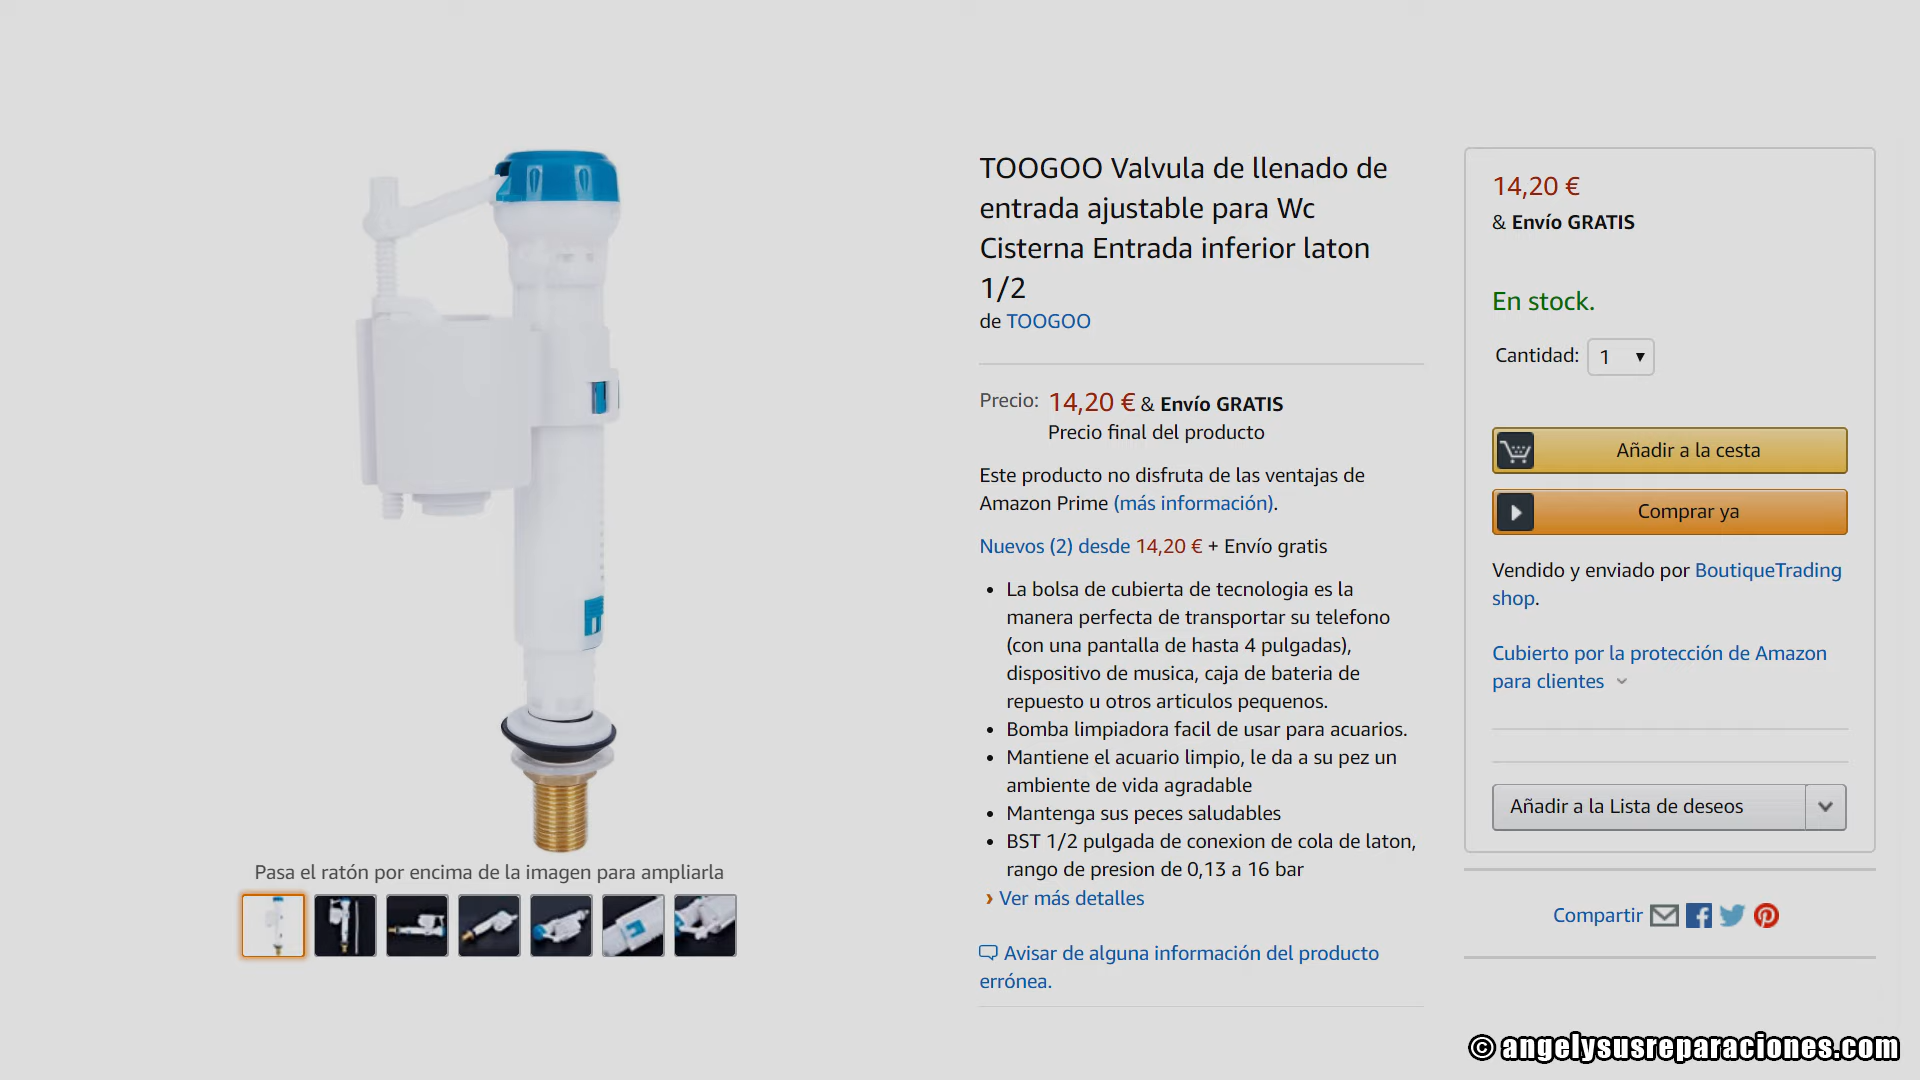 TOOGOO Valvula de llenado de
entrada ajustable para Wc
Cisterna Entrada inferior laton
1/2
de TOOGOO
Precio: 14,20 € & Envío GRATIS
Precio final del producto
Este producto no disfruta de las ventajas de
Amazon Prime (más información).
Nuevos (2) desde 14,20 € + Envío gratis
• La bolsa de cubierta de tecnologia es la
manera perfecta de transportar su telefono
(con una pantalla de hasta 4 pulgadas),
dispositivo de musica, caja de bateria de
repuesto u otros articulos pequenos.
• Bomba limpiadora facil de usar para acuarios.
• Mantiene el acuario limpio, le da a su pez un
ambiente de vida agradable
• Mantenga sus peces saludables
• BST 1/2 pulgada de conexion de cola de laton,
rango de presion de 0,13 a 16 bar
› Ver más detalles
Avisar de alguna información del producto
errónea.
Pasa el ratón por encima de la imagen para ampliarla
14,20 €
& Envío GRATIS
En stock.
Cantidad: 1
Añadir a la cesta
Comprar ya
Vendido y enviado por BoutiqueTrading
shop.
Cubierto por la protección de Amazon
para clientes
Añadir a la Lista de deseos
Compartir
© angelysusreparaciones.com